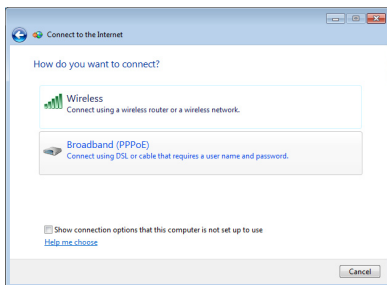 Connect to the Internet
How do you want to connect?
Wireless
Connect using a wireless router or a wireless network.
Broadband (PPPoE)
Connect using DSL or cable that requires a user name and password.
Show connection options that this computer is not set up to use
Help me choose
Cancel